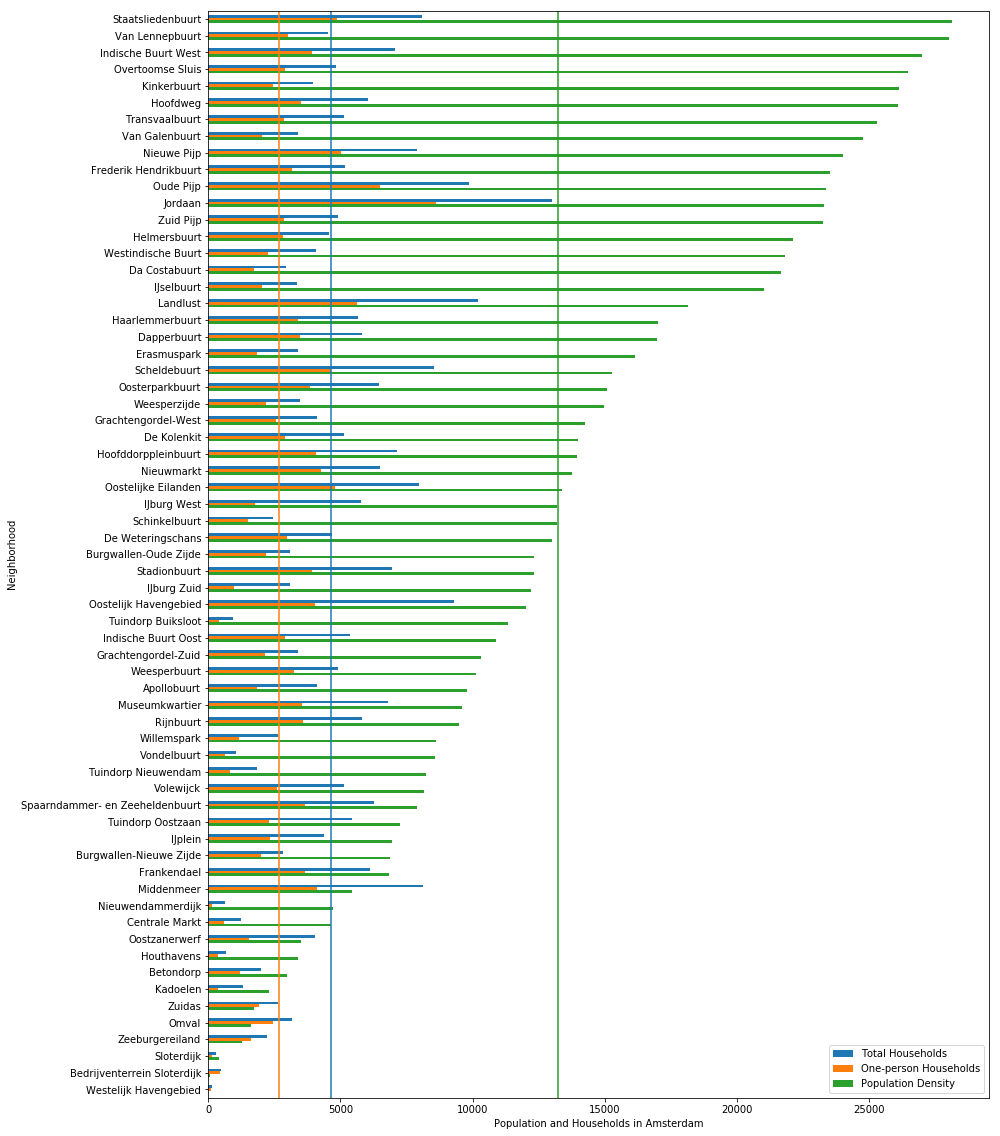 Staatsliedenbuurt
Van Lennepbuurt
Indische Buurt West
Overtoomse Sluis
Kinkerbuurt
Hoofdweg
Transvaalbuurt
Van Galenbuurt
Nieuwe Pijp
Frederik Hendrikbuurt
Oude Pijp
Jordaan
Zuid Pijp
Helmersbuurt
Westindische Buurt
Da Costabuurt
IJselbuurt
Landlust
Haarlemmerbuurt
Dapperbuurt
Erasmuspark
Scheldebuurt
Oosterparkbuurt
Weesperzijde
Grachtengordel-West
De Kolenkit
Hoofddorppleinbuurt
Nieuwmarkt
Oostelijke Eilanden
IJburg West
Schinkelbuurt
De Weteringschans
Burgwallen-Oude Zijde
Stadionbuurt
IJburg Zuid
Oostelijk Havengebied
Tuindorp Buiksloot
Indische Buurt Oost
Grachtengordel-Zuid
Weesperbuurt
Apollobuurt
Museumkwartier
Rijnbuurt
Willemspark
Vondelbuurt
Tuindorp Nieuwendam
Volewijck
Spaarndammer- en Zeeheldenbuurt
Tuindorp Oostzaan
IJplein
Burgwallen-Nieuwe Zijde
Frankendael
Middenmeer
Nieuwendammerdijk
Centrale Markt
Oostzanerwerf
Houthavens
Betondorp
Kadoelen
Zuidas
Omval
Zeeburgereiland
Sloterdijk
Bedrijventerrein Sloterdijk
Westelijk Havengebied
Neighborhood
Total Households
One-person Households
Population Density
0 5000 10000 15000 20000 25000
Population and Households in Amsterdam